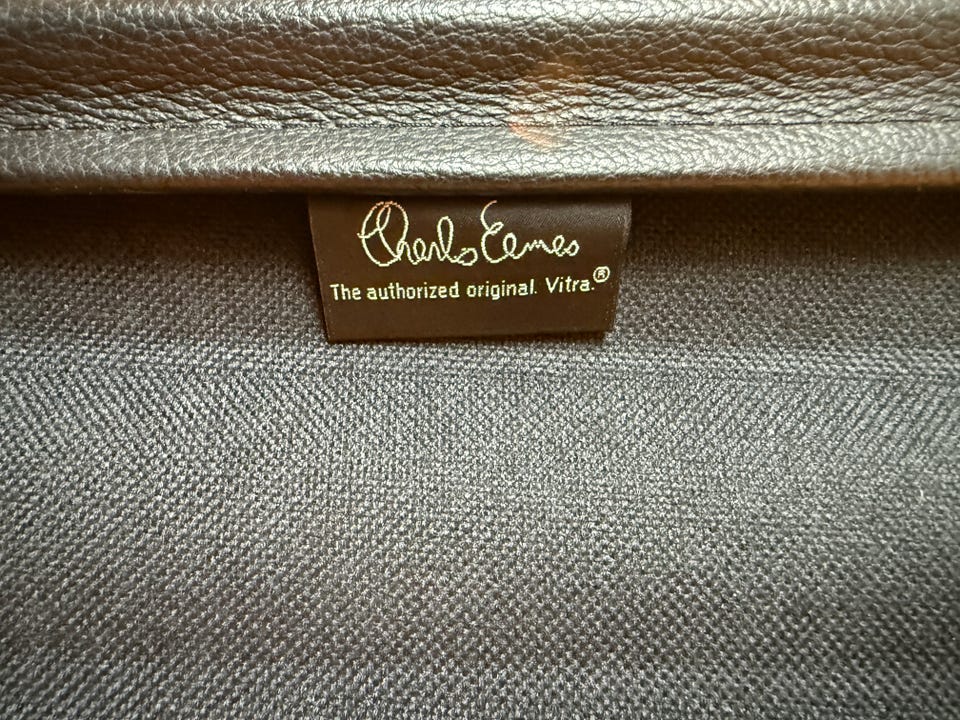 Charles Eames
The authorized original. Vitra.®